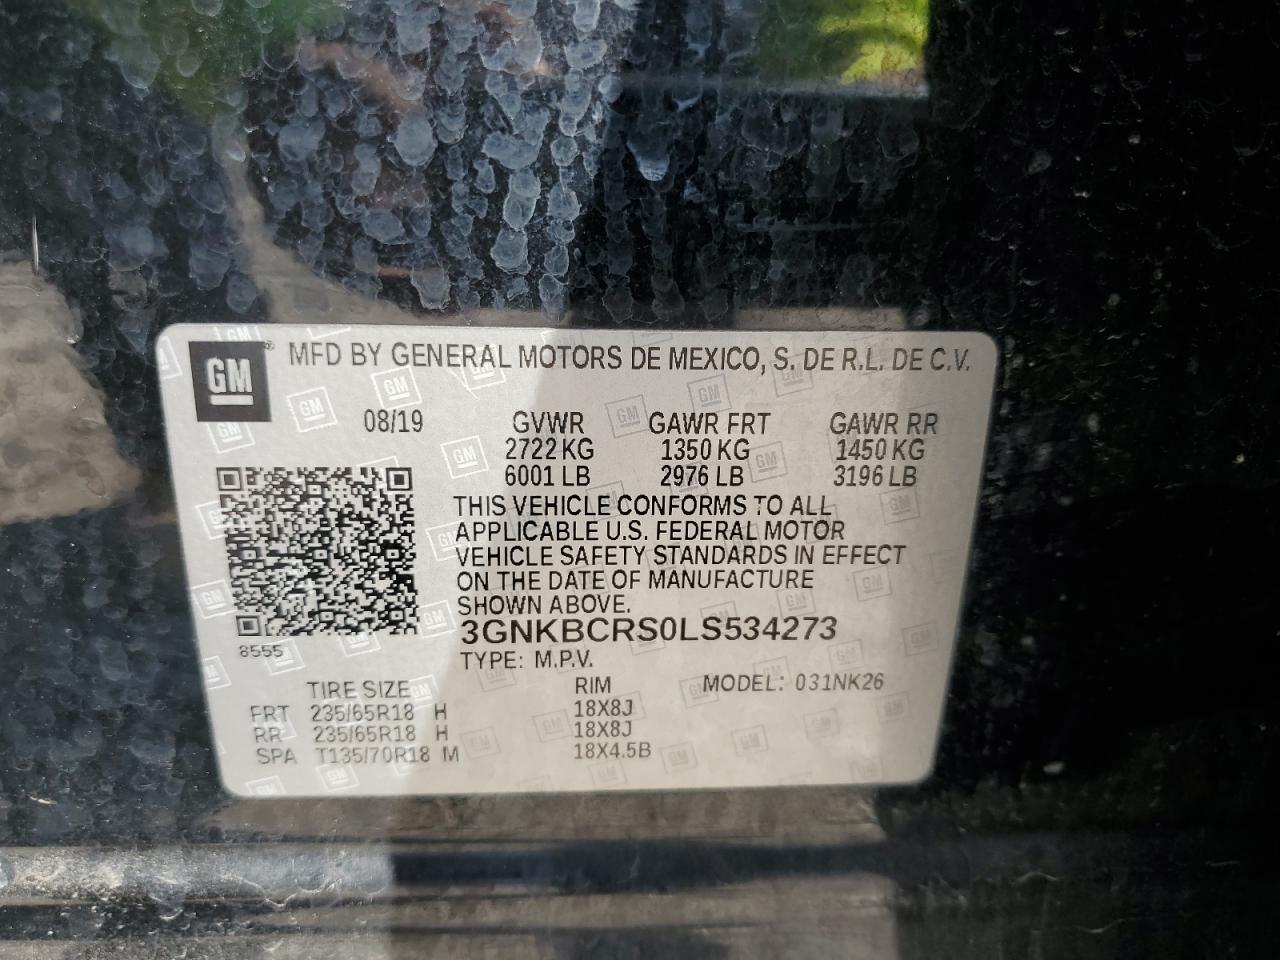 GM® MFD BY GENERAL MOTORS DE MEXICO, S. DE R.L. DE C.V.
08/19 GVWR GAWR FRT GAWR RR
2722 KG 1350 KG 1450 KG
6001 LB 2976 LB 3196 LB
THIS VEHICLE CONFORMS TO ALL
APPLICABLE U.S. FEDERAL MOTOR
VEHICLE SAFETY STANDARDS IN EFFECT
ON THE DATE OF MANUFACTURE
SHOWN ABOVE.
3GNKBCRS0LS534273
8555 TYPE: M.P.V.
TIRE SIZE RIM MODEL: 031NK26
FRT 235/65R18 H 18X8J
RR 235/65R18 H 18X8J
SPA T135/70R18 M 18X4.5B